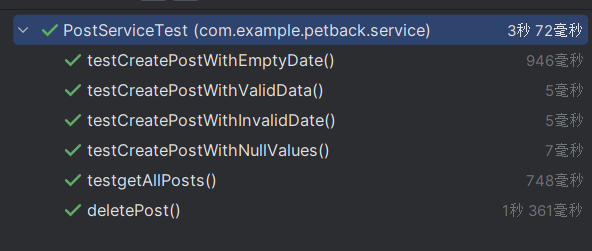 PostServiceTest (com.example.petback.service) 3秒 72毫秒
testCreatePostWithEmptyDate() 946毫秒
testCreatePostWithValidData() 5毫秒
testCreatePostWithInvalidDate() 5毫秒
testCreatePostWithNullValues() 7毫秒
testgetAllPosts() 748毫秒
deletePost() 1秒 361毫秒